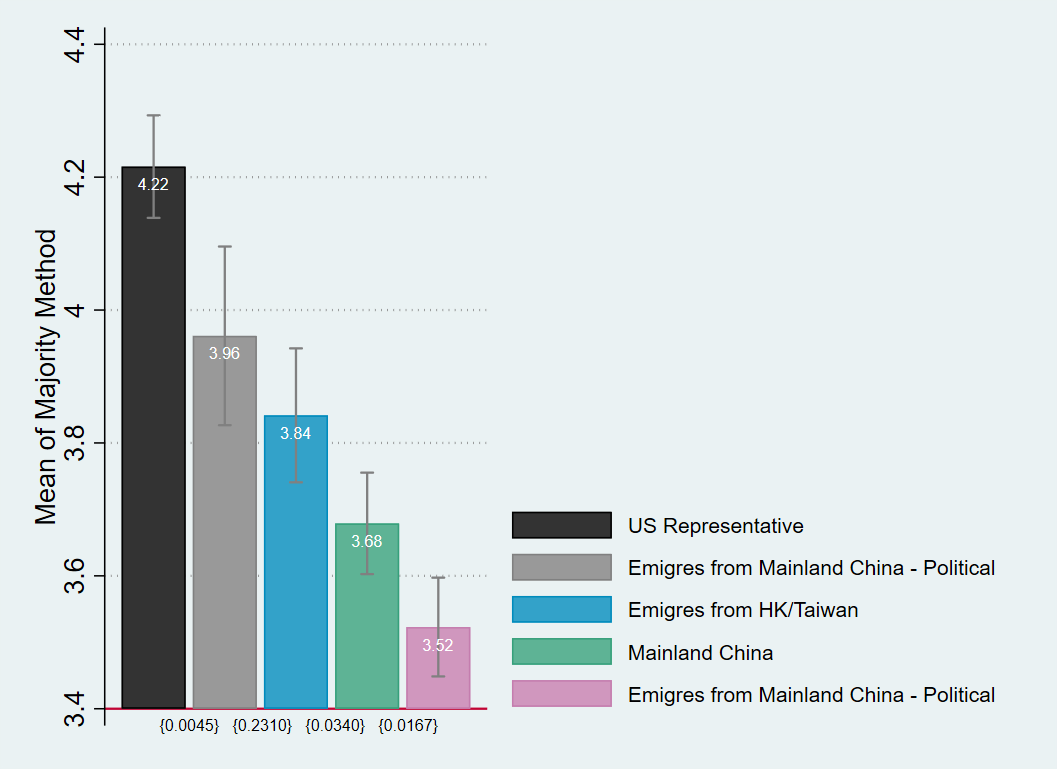 4.4
4.2
4
3.8
3.6
3.4
Mean of Majority Method
4.22
3.96
3.84
3.68
3.52
{0.0045} {0.2310} {0.0340} {0.0167}
US Representative
Emigres from Mainland China - Political
Emigres from HK/Taiwan
Mainland China
Emigres from Mainland China - Political